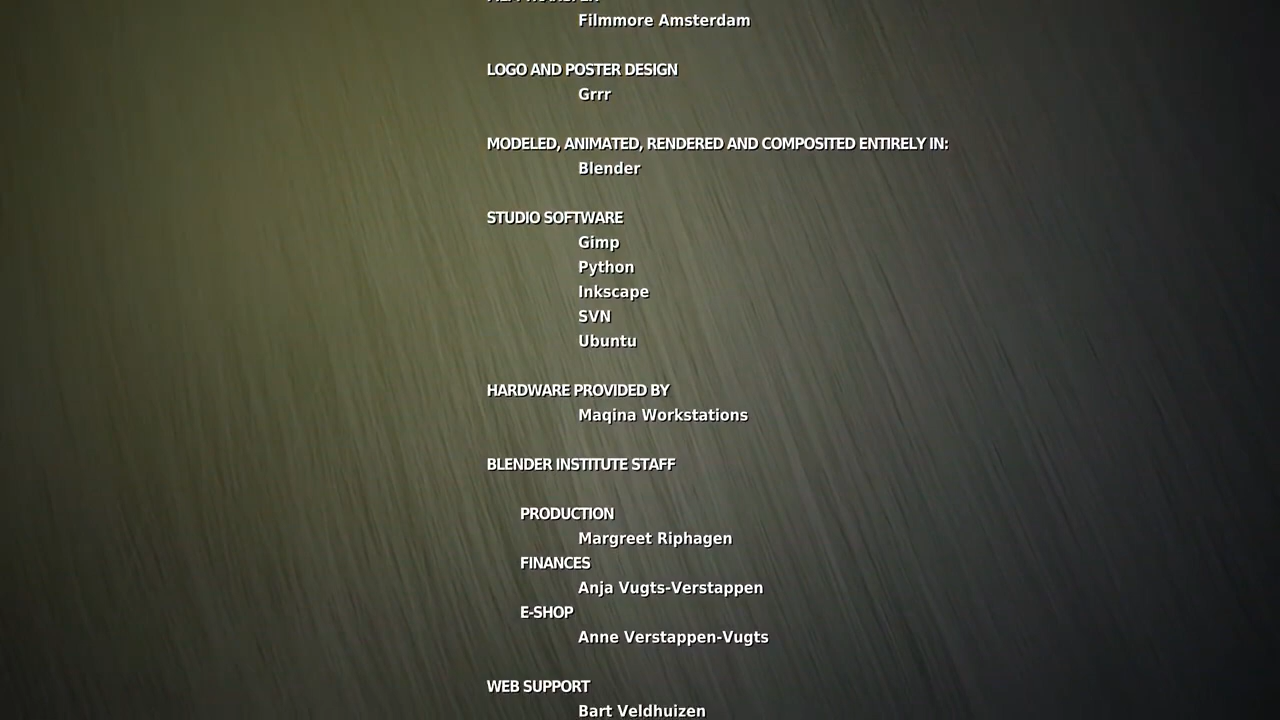 Filmmore Amsterdam
LOGO AND POSTER DESIGN
Grrr
MODELED, ANIMATED, RENDERED AND COMPOSITED ENTIRELY IN:
Blender
STUDIO SOFTWARE
Gimp
Python
Inkscape
SVN
Ubuntu
HARDWARE PROVIDED BY
Maqina Workstations
BLENDER INSTITUTE STAFF
PRODUCTION
Margreet Riphagen
FINANCES
Anja Vugts-Verstappen
E-SHOP
Anne Verstappen-Vugts
WEB SUPPORT
Bart Veldhuizen